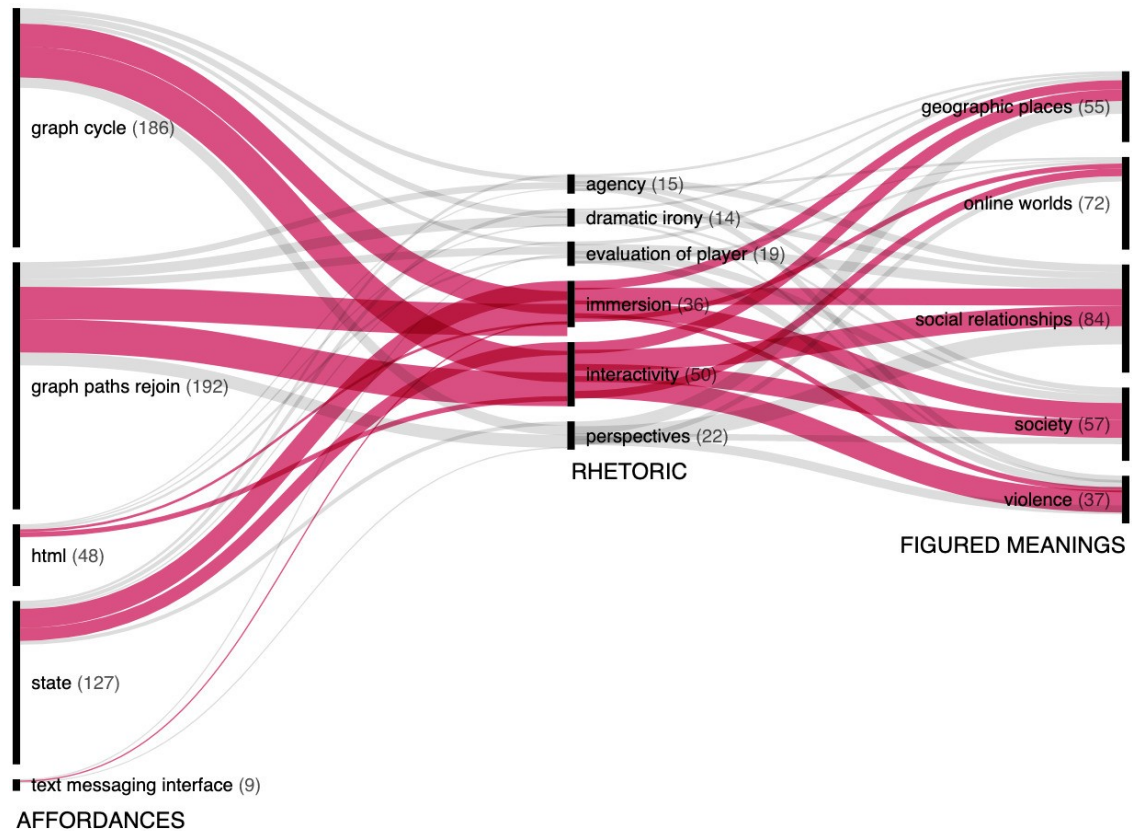 graph cycle (186)
graph paths rejoin (192)
html (48)
state (127)
text messaging interface (9)
AFFORDANCES
agency (15)
dramatic irony (14)
evaluation of player (19)
immersion (36)
interactivity (50)
perspectives (22)
RHETORIC
geographic places (55)
online worlds (72)
social relationships (84)
society (57)
violence (37)
FIGURED MEANINGS